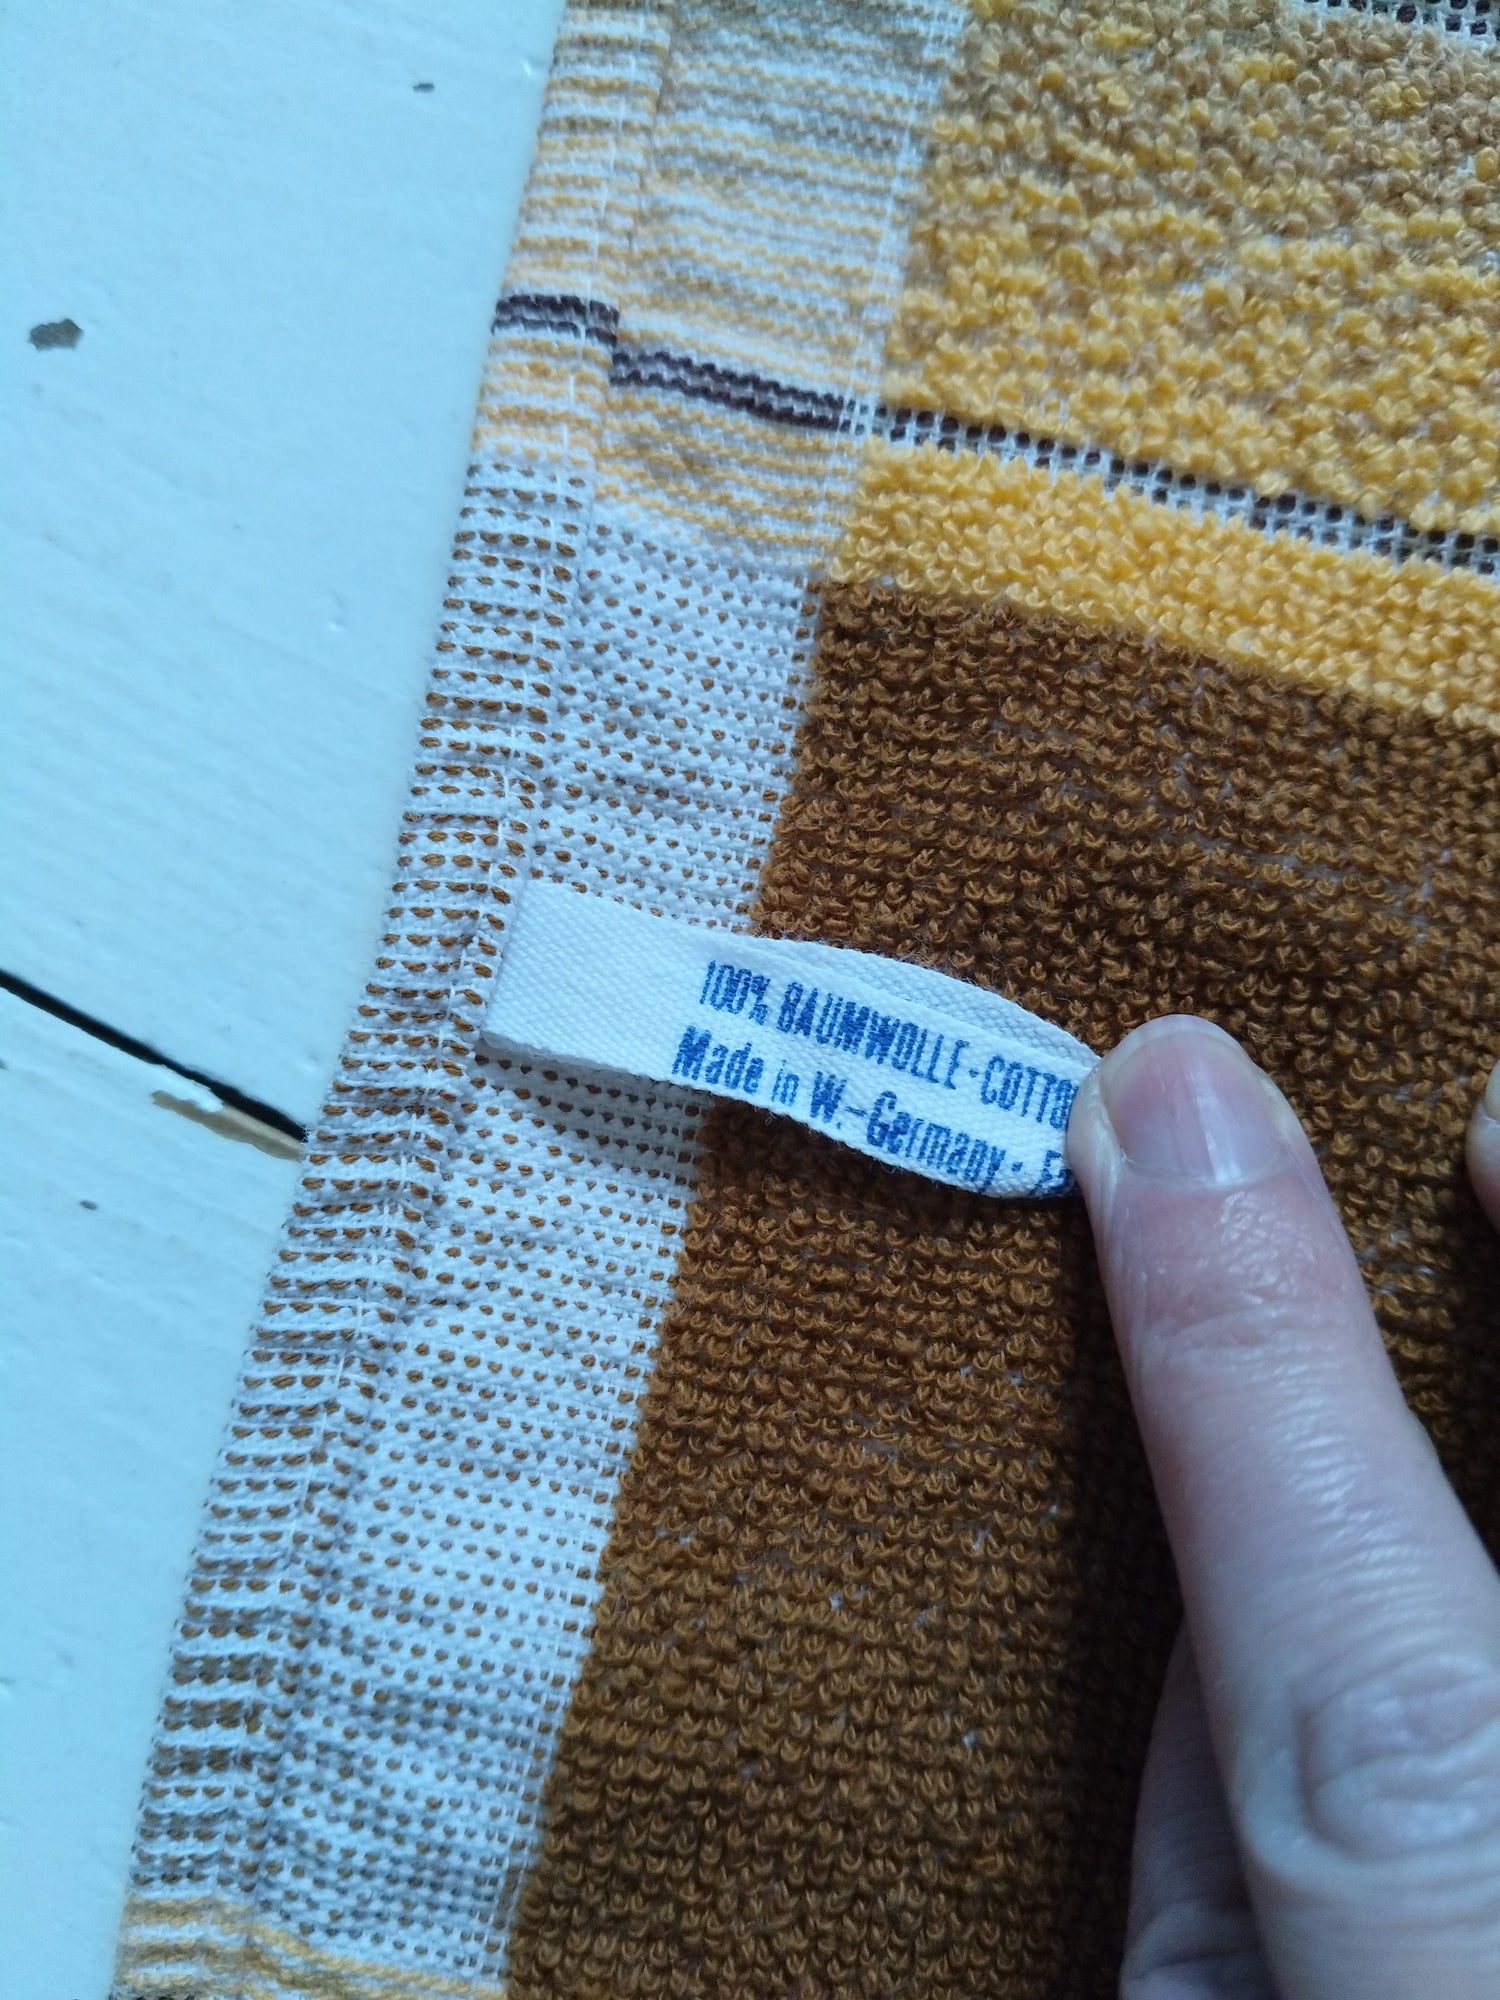 100% BAUMWOLLE · COTTO
Made in W.-Germany ·